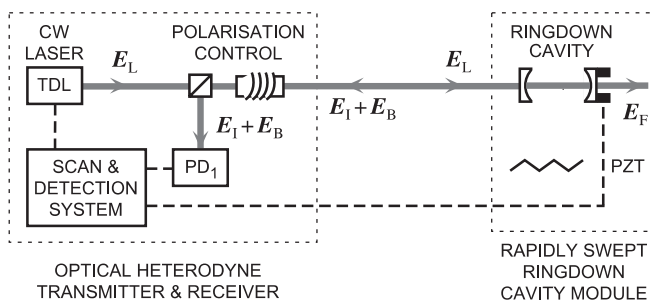 CW
LASER
TDL
POLARISATION
CONTROL
E_L
E_I + E_B
PD_1
SCAN &
DETECTION
SYSTEM
OPTICAL HETERODYNE
TRANSMITTER & RECEIVER
E_I + E_B
E_L
RINGDOWN
CAVITY
E_F
PZT
RAPIDLY SWEPT
RINGDOWN
CAVITY MODULE